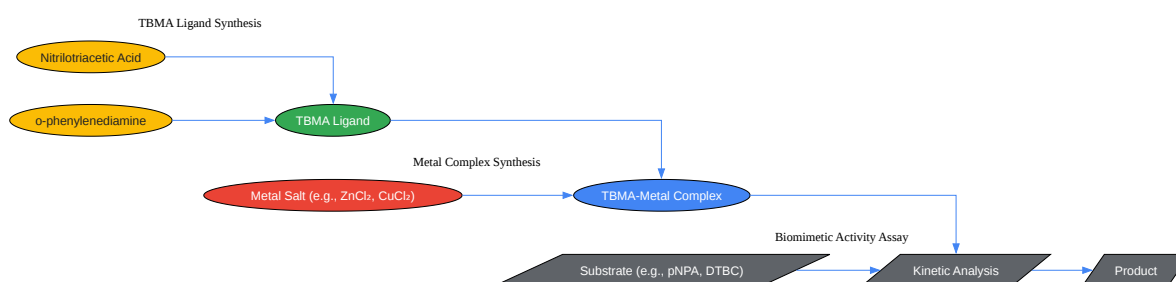 TBMA Ligand Synthesis
Nitrilotriacetic Acid
o-phenylenediamine
TBMA Ligand
Metal Complex Synthesis
Metal Salt (e.g., ZnCl₂, CuCl₂)
TBMA-Metal Complex
Biomimetic Activity Assay
Substrate (e.g., pNPA, DTBC)
Kinetic Analysis
Product